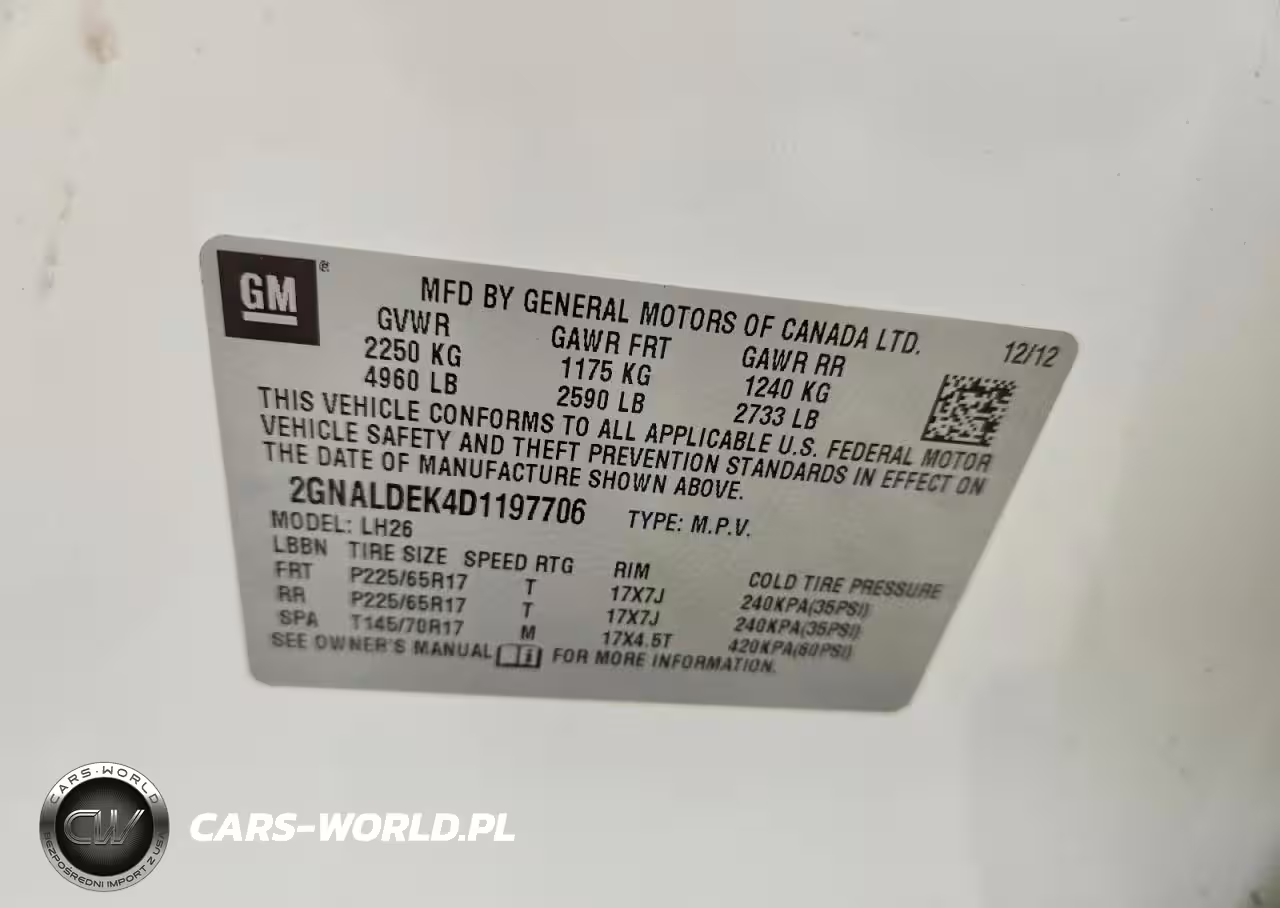 GM
MFD BY GENERAL MOTORS OF CANADA LTD.
12/12
GVWR GAWR FRT GAWR RR
2250 KG 1175 KG 1240 KG
4960 LB 2590 LB 2733 LB
THIS VEHICLE CONFORMS TO ALL APPLICABLE U.S. FEDERAL MOTOR
VEHICLE SAFETY AND THEFT PREVENTION STANDARDS IN EFFECT ON
THE DATE OF MANUFACTURE SHOWN ABOVE.
2GNALDEK4D1197706 TYPE: M.P.V.
MODEL: LH26
LBBN TIRE SIZE SPEED RTG RIM COLD TIRE PRESSURE
FRT P225/65R17 T 17X7J 240KPA(35PSI)
RR P225/65R17 T 17X7J 240KPA(35PSI)
SPA T145/70R17 M 17X4.5T 420KPA(60PSI)
SEE OWNER'S MANUAL FOR MORE INFORMATION.
CARS-WORLD
CW
BEZPOŚREDNI IMPORT Z USA
CARS-WORLD.PL